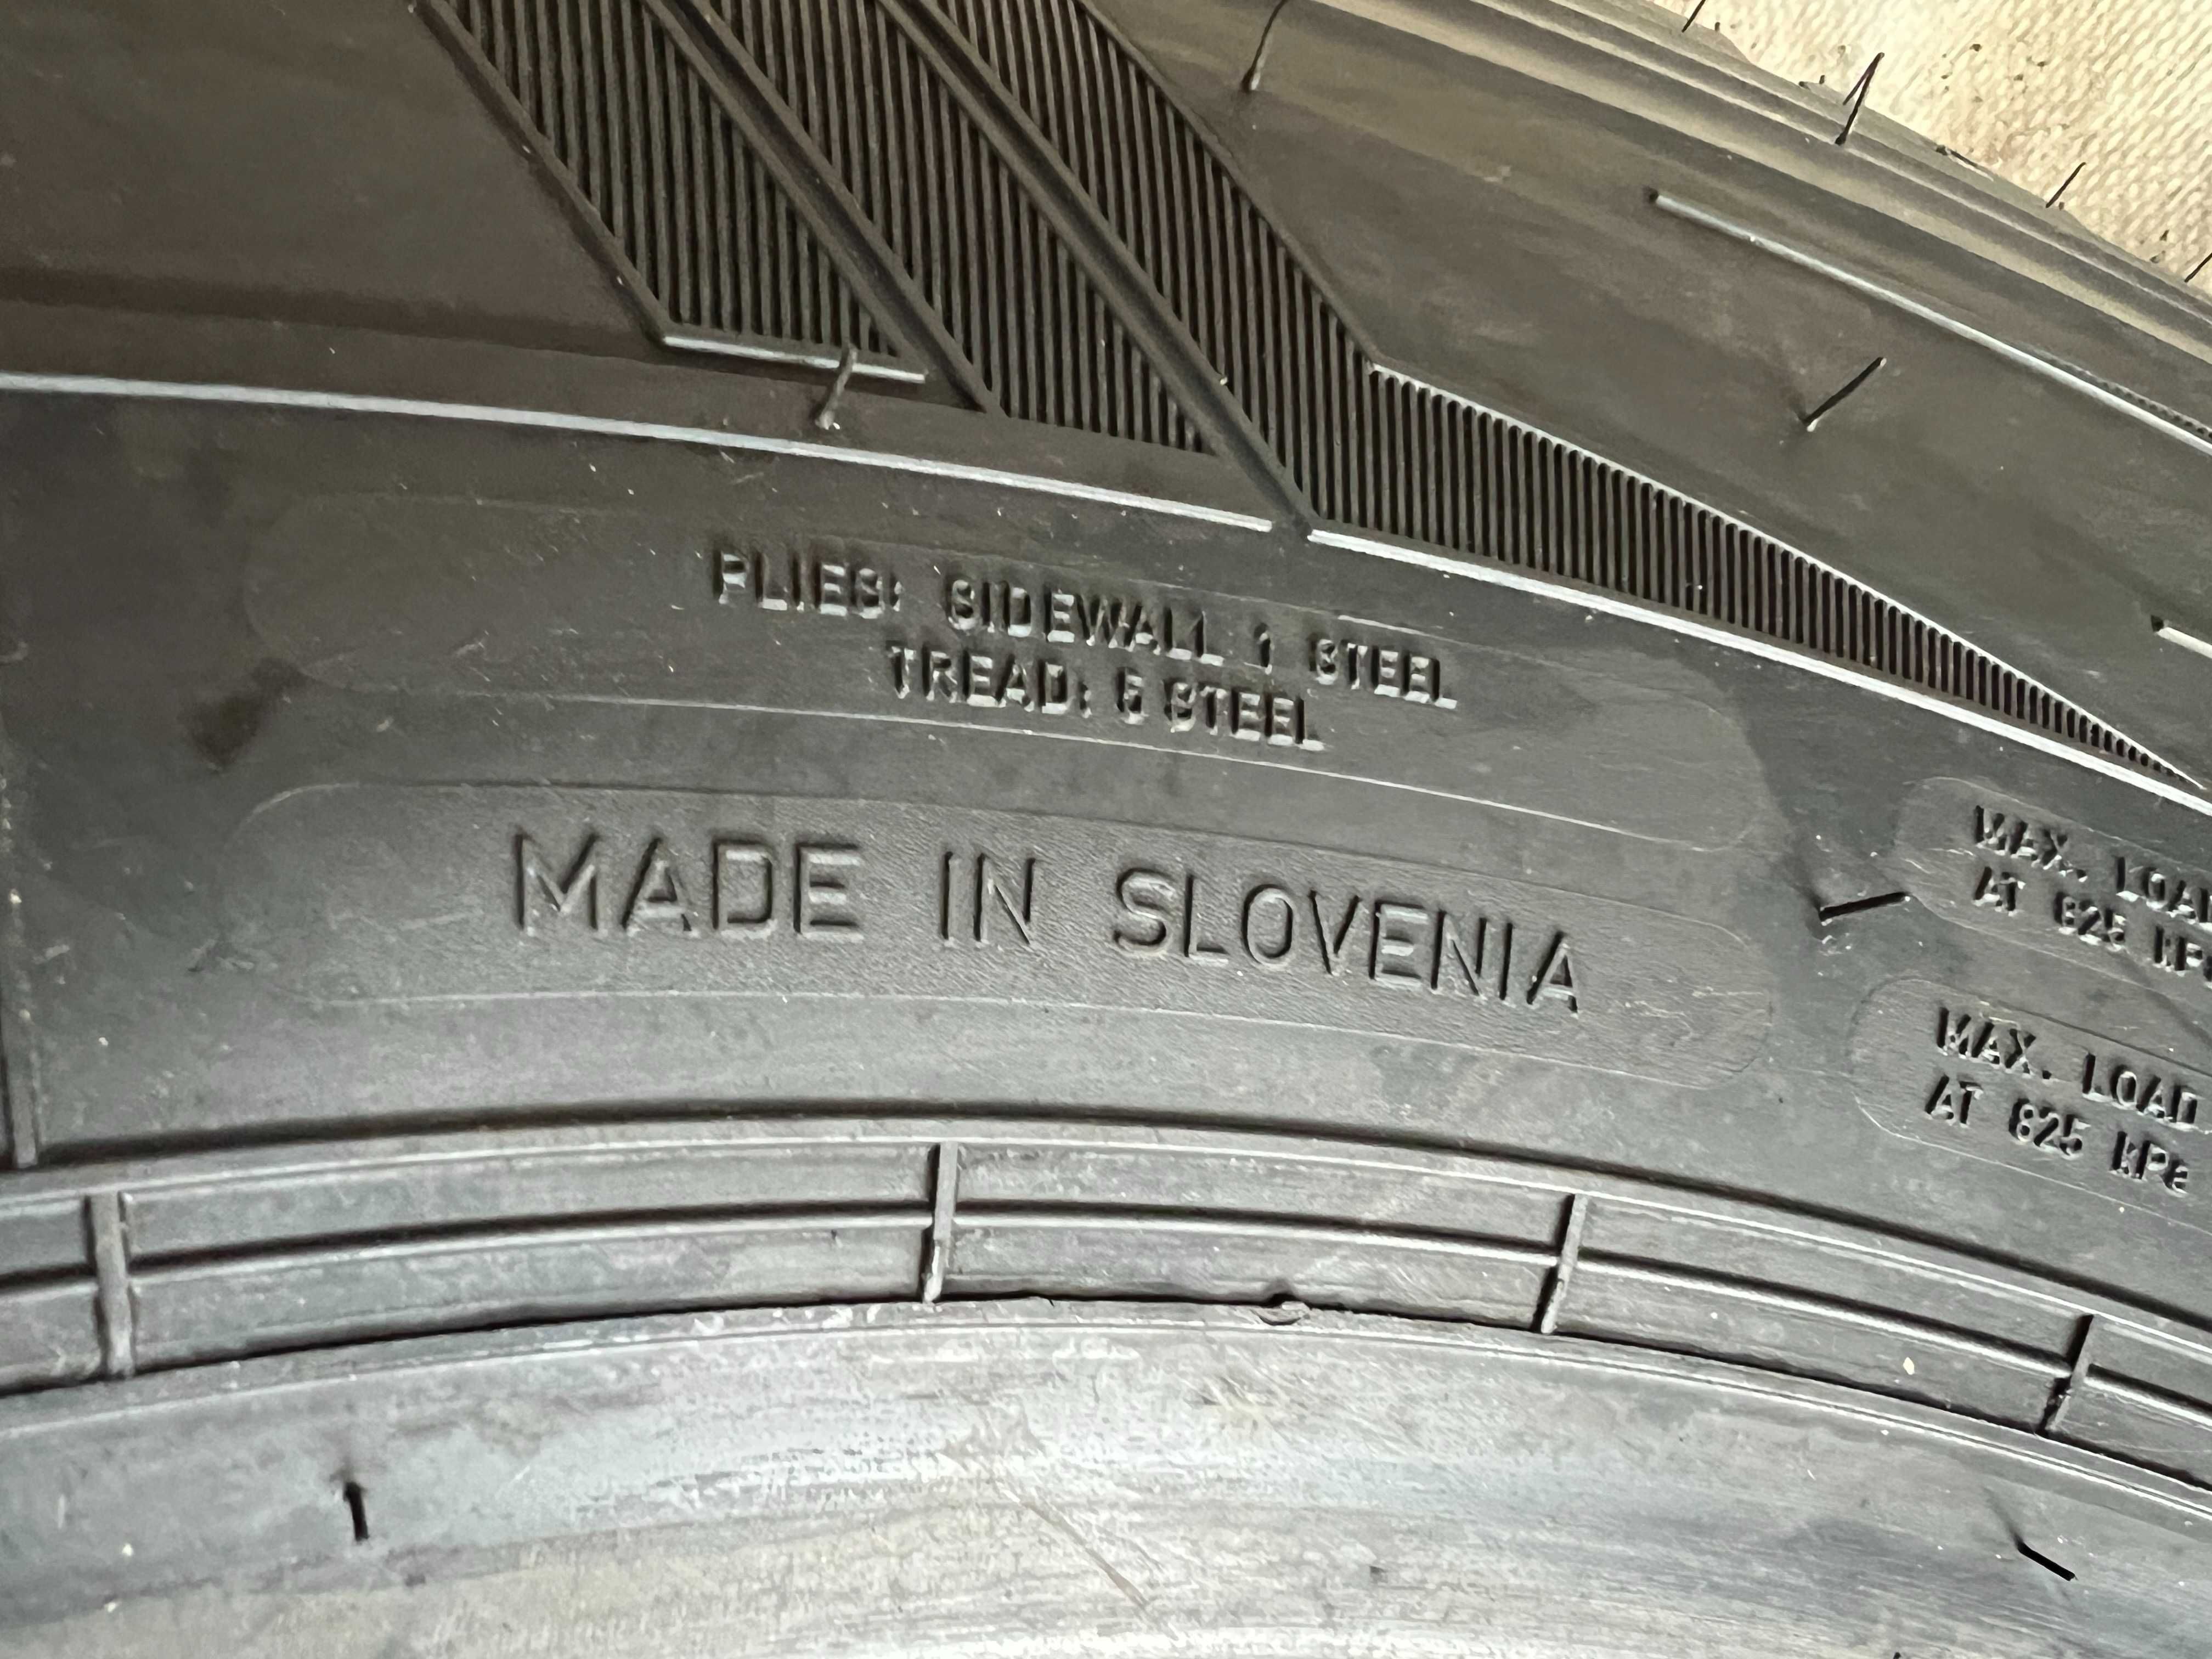 PLIES: SIDEWALL 1 STEEL
TREAD: 5 STEEL
MADE IN SLOVENIA
MAX. LOAD
AT 825 kPa
MAX. LOAD
AT 825 kPa